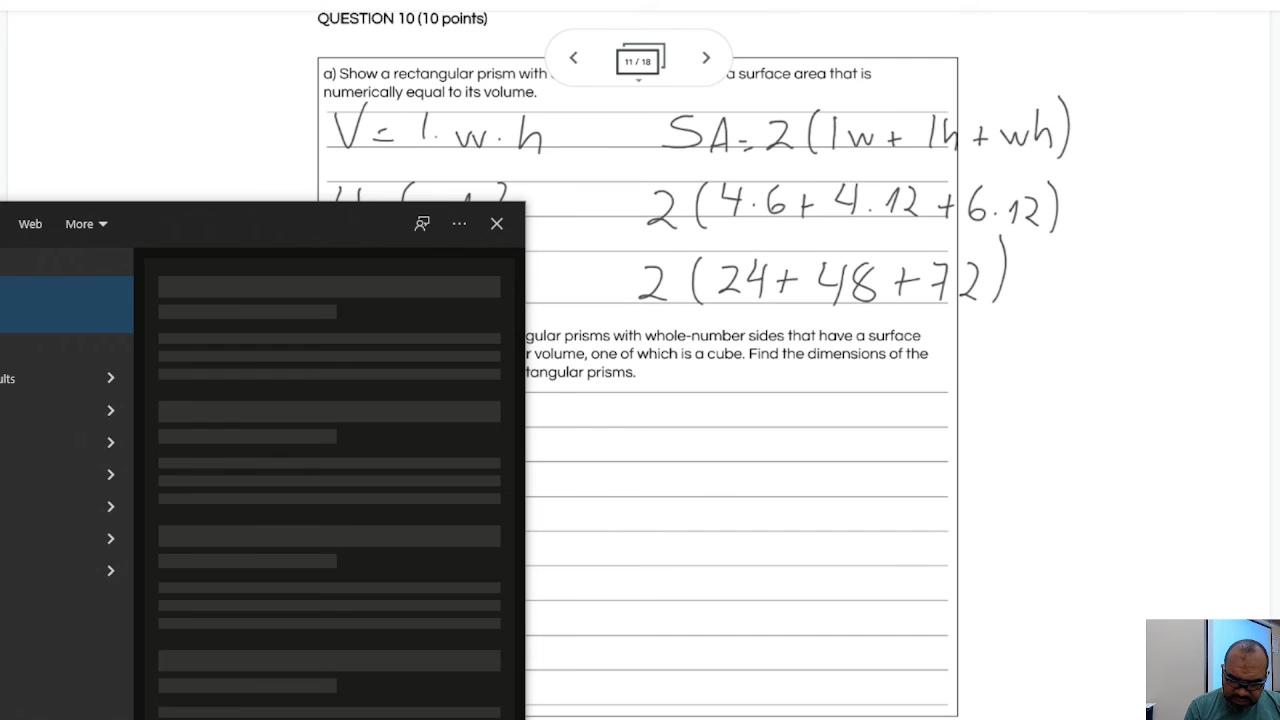 QUESTION 10 (10 points)
11 / 18
a) Show a rectangular prism with a surface area that is
numerically equal to its volume.
V = l. w. h
SA = 2 (lw + lh + wh)
2 (4.6 + 4.12 + 6.12)
2 (24 + 48 + 72)
Web
More
ults
gular prisms with whole-number sides that have a surface
r volume, one of which is a cube. Find the dimensions of the
tangular prisms.